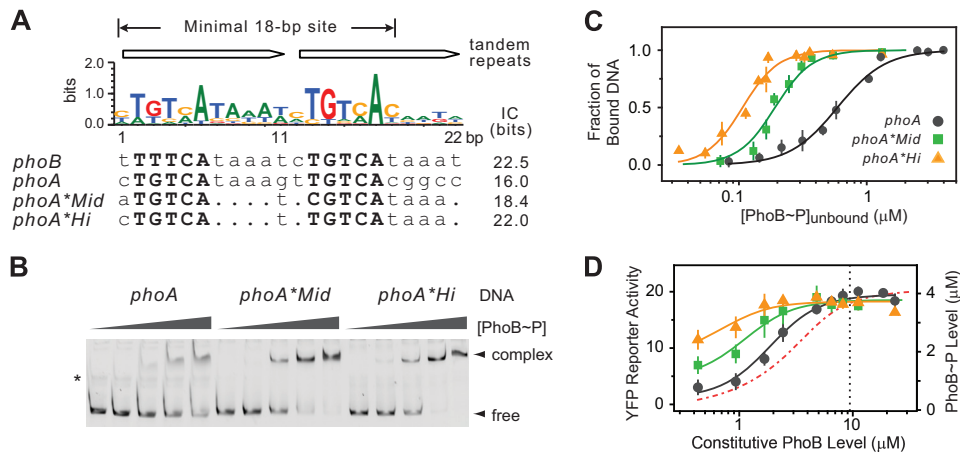 A
Minimal 18-bp site
tandem repeats
bits
2.0
1.0
0.0
1 11 22 bp
IC (bits)
phoB tTTTCAtaaatcTGTCAtaaat 22.5
phoA cTGTCAtaaagtTGTCAcggcc 16.0
phoA*Mid aTGTCA....t.CGTCAtaaa. 18.4
phoA*Hi cTGTCA....t.TGTCAtaaa. 22.0
B
phoA phoA*Mid phoA*Hi DNA
[PhoB~P]
complex
*
free
C
Fraction of Bound DNA
1.0
0.5
0.0
0.1 1
[PhoB~P]unbound (μM)
phoA
phoA*Mid
phoA*Hi
D
YFP Reporter Activity
20
10
0
1 10
Constitutive PhoB Level (μM)
PhoB~P Level (μM)
4
2
0